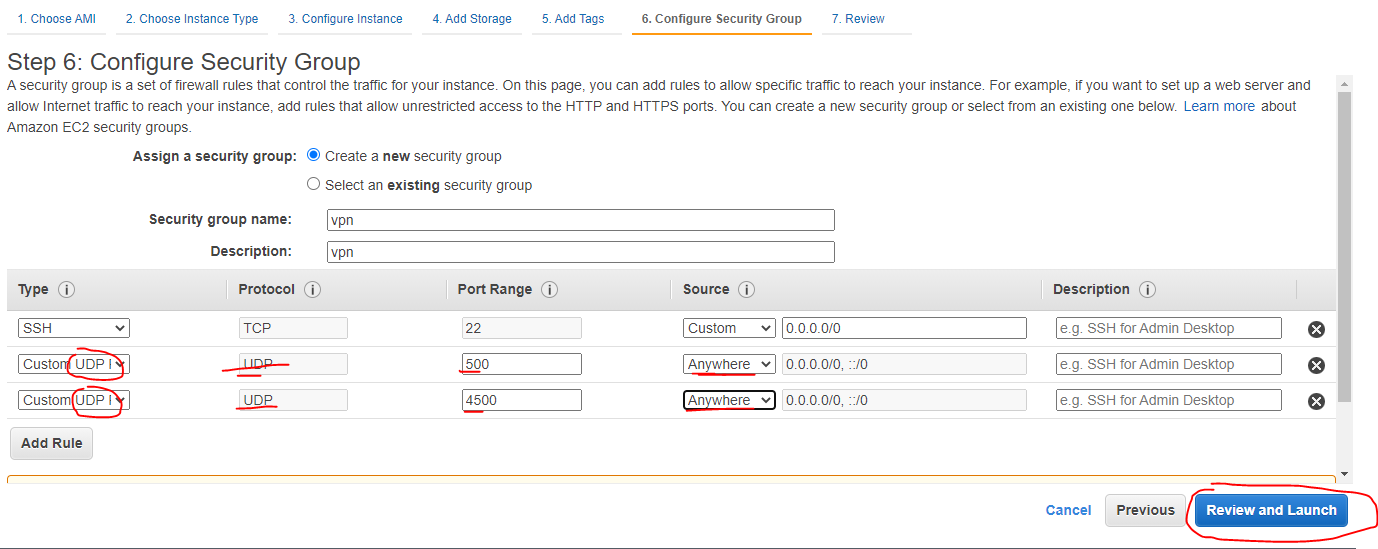 1. Choose AMI 2. Choose Instance Type 3. Configure Instance 4. Add Storage 5. Add Tags 6. Configure Security Group 7. Review
Step 6: Configure Security Group
A security group is a set of firewall rules that control the traffic for your instance. On this page, you can add rules to allow specific traffic to reach your instance. For example, if you want to set up a web server and
allow Internet traffic to reach your instance, add rules that allow unrestricted access to the HTTP and HTTPS ports. You can create a new security group or select from an existing one below. Learn more about
Amazon EC2 security groups.
Assign a security group: Create a new security group
Select an existing security group
Security group name: vpn
Description: vpn
Type i Protocol i Port Range i Source i Description i
SSH TCP 22 Custom 0.0.0.0/0 e.g. SSH for Admin Desktop
Custom UDP UDP 500 Anywhere 0.0.0.0/0, ::/0 e.g. SSH for Admin Desktop
Custom UDP UDP 4500 Anywhere 0.0.0.0/0, ::/0 e.g. SSH for Admin Desktop
Add Rule
Cancel Previous Review and Launch